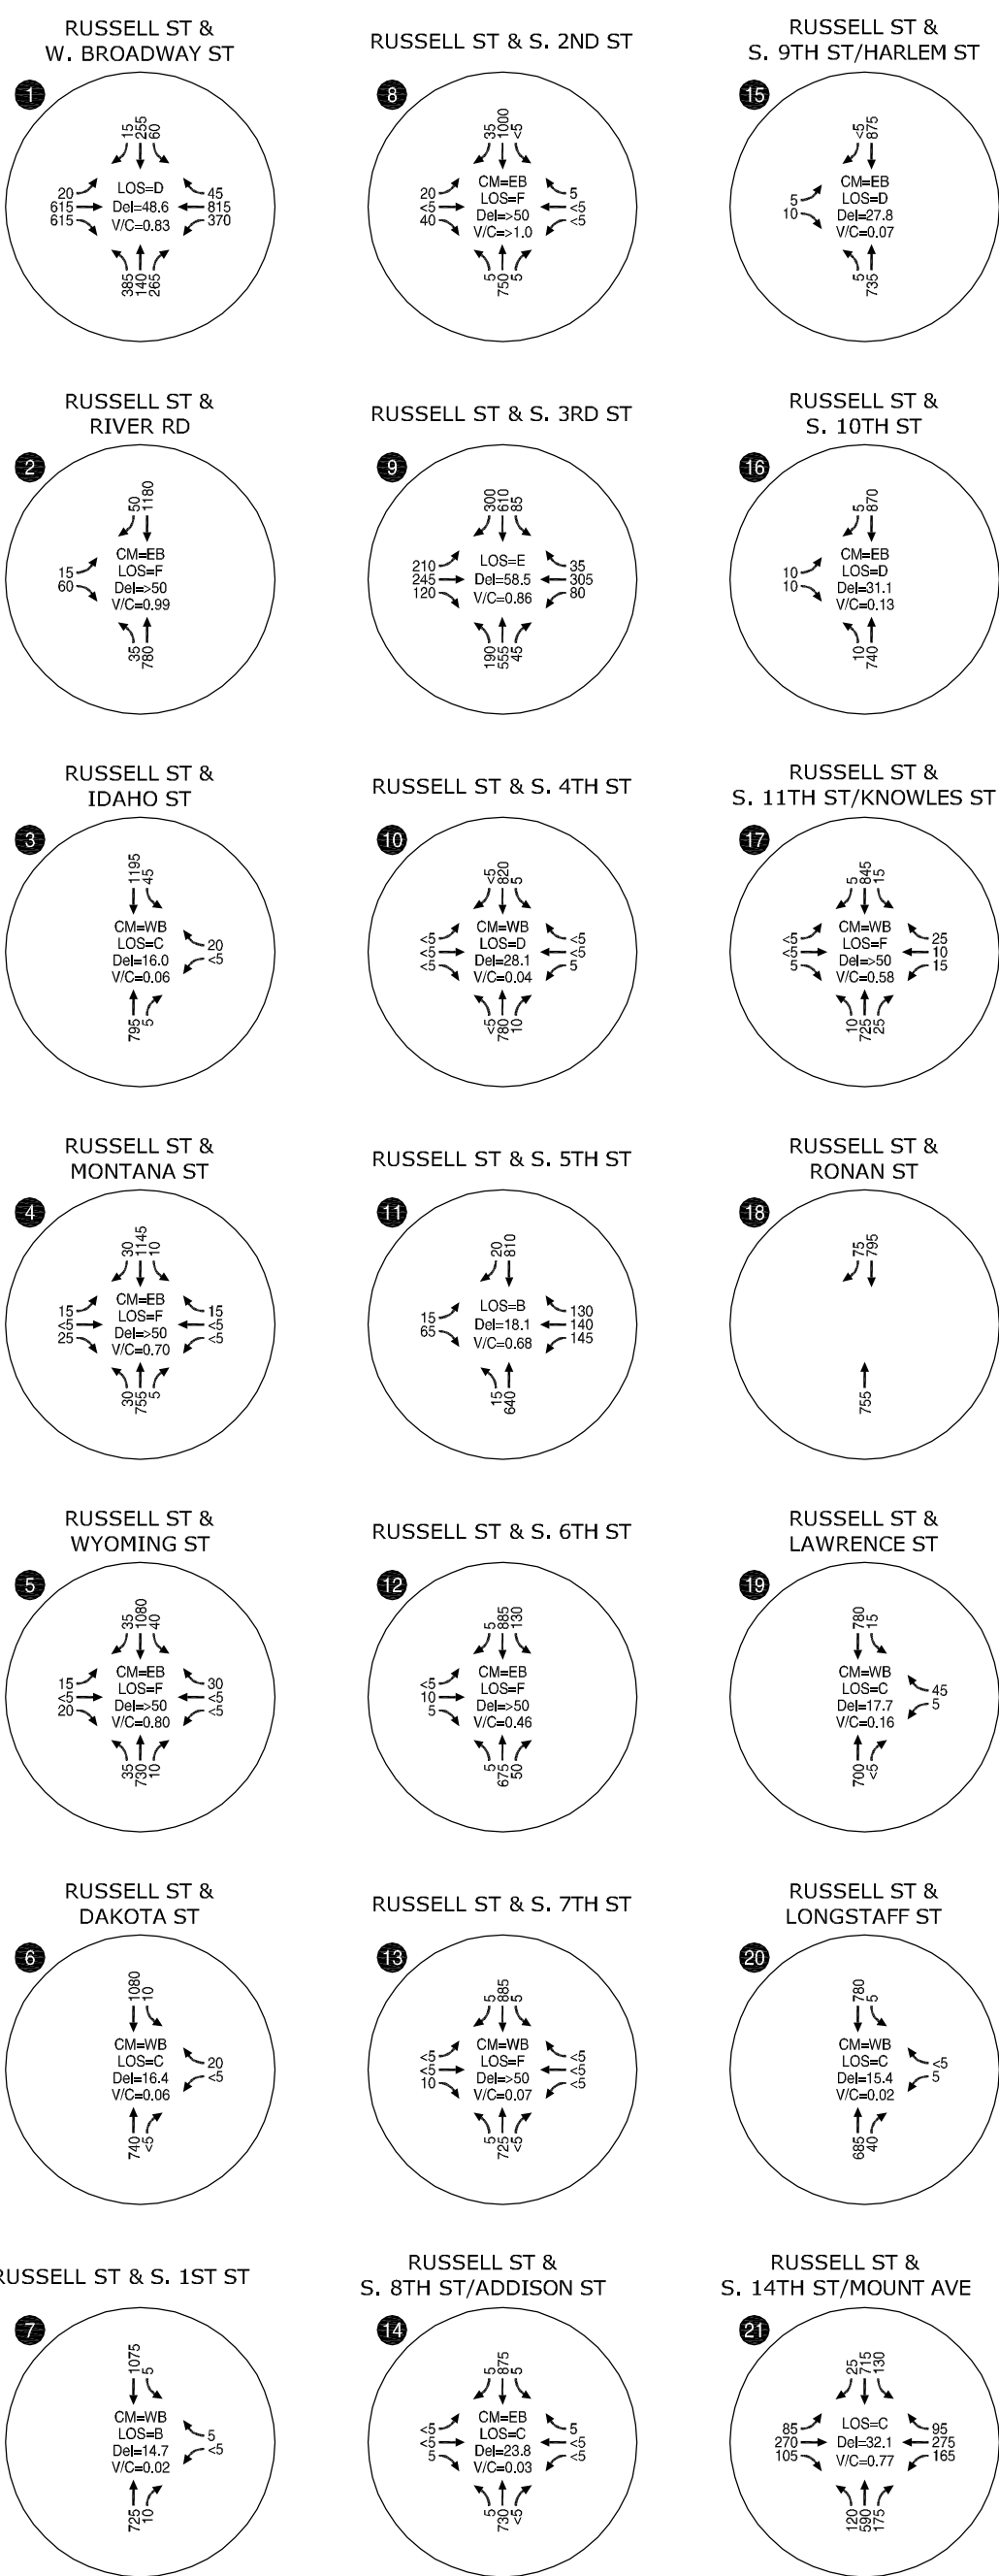 RUSSELL ST &
W. BROADWAY ST
1
15
255
60
20
615
615
LOS=D
Del=48.6
V/C=0.83
45
815
370
385
140
265
RUSSELL ST & S. 2ND ST
8
35
1000
<5
20
<5
40
CM=EB
LOS=F
Del=>50
V/C=>1.0
5
<5
<5
5
750
5
RUSSELL ST &
S. 9TH ST/HARLEM ST
15
<5
875
5
10
CM=EB
LOS=D
Del=27.8
V/C=0.07
5
735
RUSSELL ST &
RIVER RD
2
50
1180
15
60
CM=EB
LOS=F
Del=>50
V/C=0.99
35
780
RUSSELL ST & S. 3RD ST
9
300
610
85
210
245
120
LOS=E
Del=58.5
V/C=0.86
35
305
80
190
555
45
RUSSELL ST &
S. 10TH ST
16
5
870
10
10
CM=EB
LOS=D
Del=31.1
V/C=0.13
10
740
RUSSELL ST &
IDAHO ST
3
1195
45
CM=WB
LOS=C
Del=16.0
V/C=0.06
20
<5
795
5
RUSSELL ST & S. 4TH ST
10
<5
820
5
<5
<5
<5
CM=WB
LOS=D
Del=28.1
V/C=0.04
<5
<5
5
<5
780
10
RUSSELL ST &
S. 11TH ST/KNOWLES ST
17
5
845
15
<5
<5
5
CM=WB
LOS=F
Del=>50
V/C=0.58
25
10
15
10
725
25
RUSSELL ST &
MONTANA ST
4
30
1145
10
15
<5
25
CM=EB
LOS=F
Del=>50
V/C=0.70
15
<5
<5
30
755
5
RUSSELL ST & S. 5TH ST
11
20
810
15
65
LOS=B
Del=18.1
V/C=0.68
130
140
145
15
640
RUSSELL ST &
RONAN ST
18
75
795
755
RUSSELL ST &
WYOMING ST
5
35
1080
40
15
<5
20
CM=EB
LOS=F
Del=>50
V/C=0.80
30
<5
<5
35
730
10
RUSSELL ST & S. 6TH ST
12
5
885
130
<5
10
5
CM=EB
LOS=F
Del=>50
V/C=0.46
5
675
50
RUSSELL ST &
LAWRENCE ST
19
780
15
CM=WB
LOS=C
Del=17.7
V/C=0.16
45
5
700
<5
RUSSELL ST &
DAKOTA ST
6
1080
10
CM=WB
LOS=C
Del=16.4
V/C=0.06
20
<5
740
<5
RUSSELL ST & S. 7TH ST
13
5
885
5
<5
<5
10
CM=WB
LOS=F
Del=>50
V/C=0.07
<5
<5
<5
5
725
<5
RUSSELL ST &
LONGSTAFF ST
20
780
5
CM=WB
LOS=C
Del=15.4
V/C=0.02
<5
5
685
40
RUSSELL ST & S. 1ST ST
7
1075
5
CM=WB
LOS=B
Del=14.7
V/C=0.02
5
<5
725
10
RUSSELL ST &
S. 8TH ST/ADDISON ST
14
5
875
5
<5
<5
5
CM=EB
LOS=C
Del=23.8
V/C=0.03
5
<5
<5
5
730
<5
RUSSELL ST &
S. 14TH ST/MOUNT AVE
21
25
715
130
85
270
105
LOS=C
Del=32.1
V/C=0.77
95
275
165
120
590
175